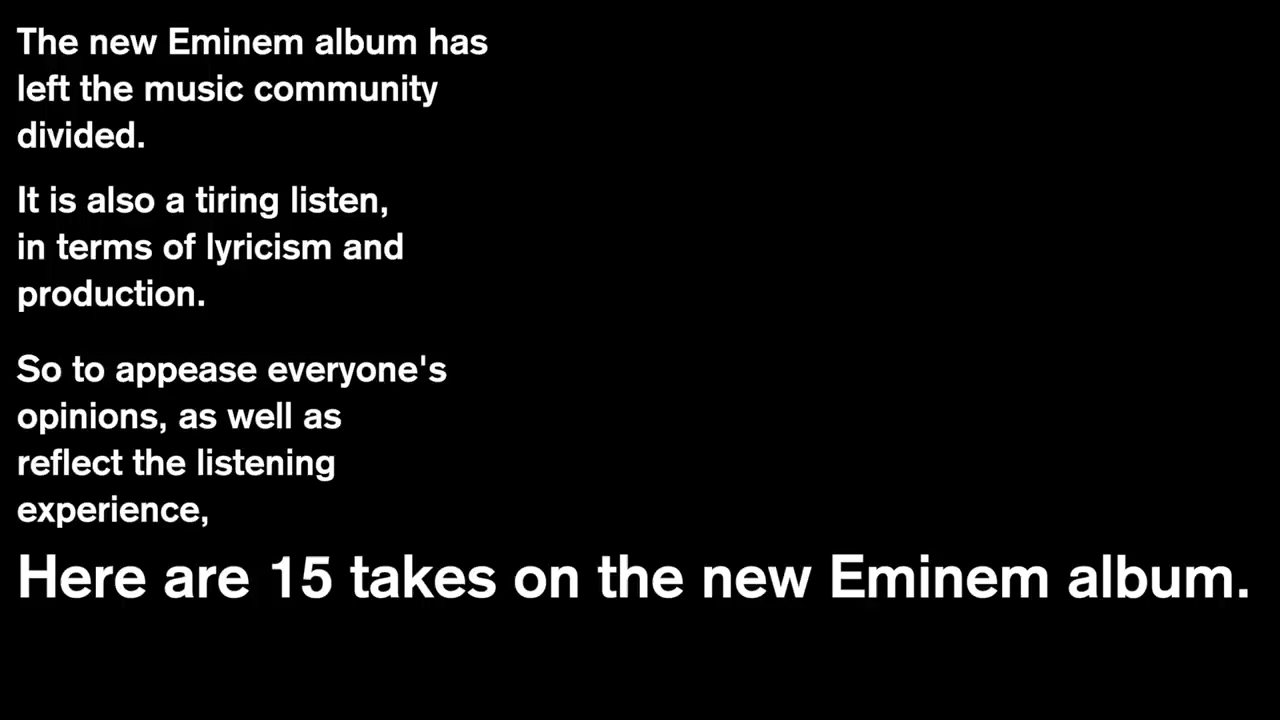 The new Eminem album has
left the music community
divided.
It is also a tiring listen,
in terms of lyricism and
production.
So to appease everyone's
opinions, as well as
reflect the listening
experience,
Here are 15 takes on the new Eminem album.